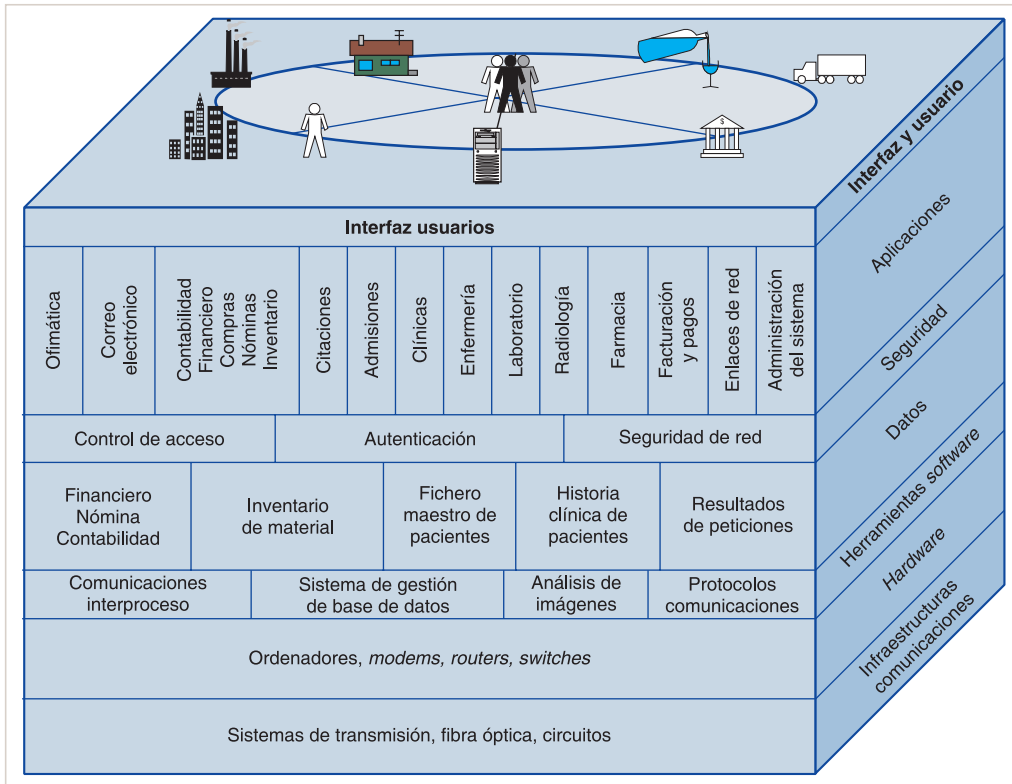 $
Interfaz y usuario
Interfaz usuarios
Aplicaciones
Ofimática
Correo
electrónico
Contabilidad
Financiero
Compras
Nóminas
Inventario
Citaciones
Admisiones
Clínicas
Enfermería
Laboratorio
Radiología
Farmacia
Facturación
y pagos
Enlaces de red
Administración
del sistema
Seguridad
Control de acceso
Autenticación
Seguridad de red
Datos
Financiero
Nómina
Contabilidad
Inventario
de material
Fichero
maestro de
pacientes
Historia
clínica de
pacientes
Resultados
de peticiones
Herramientas software
Comunicaciones
interproceso
Sistema de gestión
de base de datos
Análisis de
imágenes
Protocolos
comunicaciones
Hardware
Ordenadores, modems, routers, switches
Infraestructuras
comunicaciones
Sistemas de transmisión, fibra óptica, circuitos